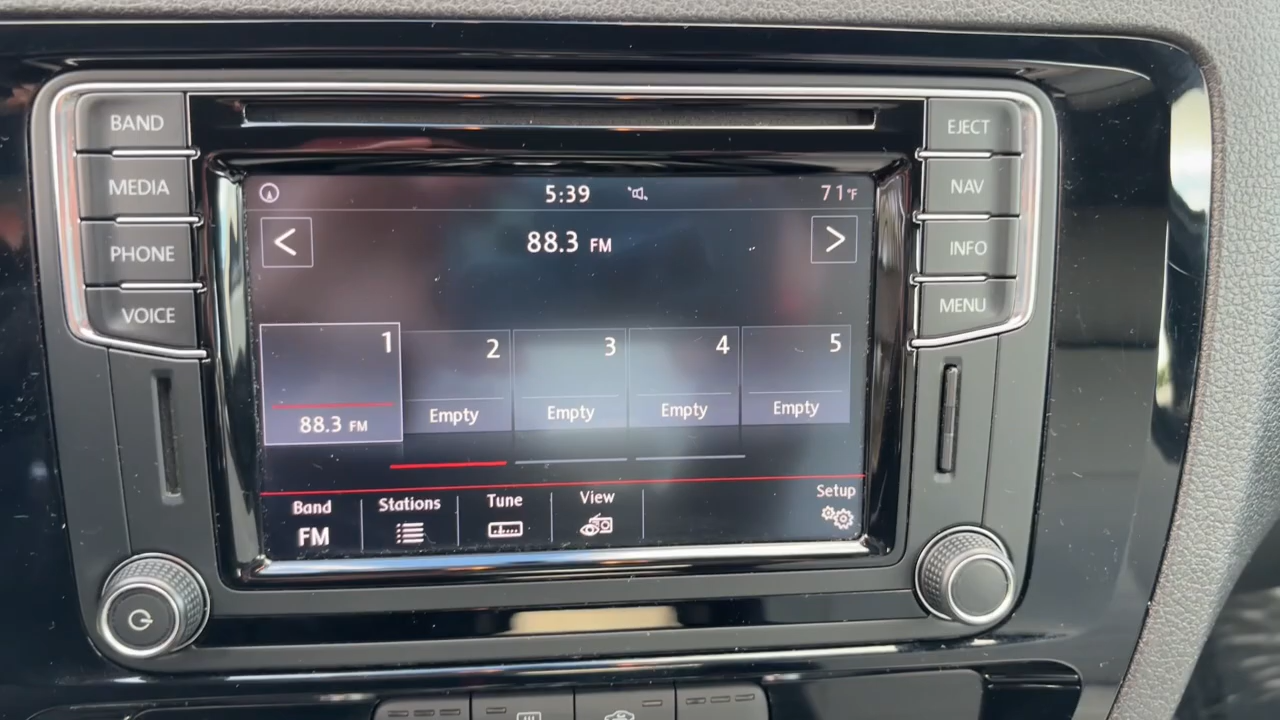 BAND
MEDIA
PHONE
VOICE
EJECT
NAV
INFO
MENU
5:39
71°F
88.3 FM
1
2
3
4
5
88.3 FM
Empty
Empty
Empty
Empty
Band
FM
Stations
Tune
View
Setup